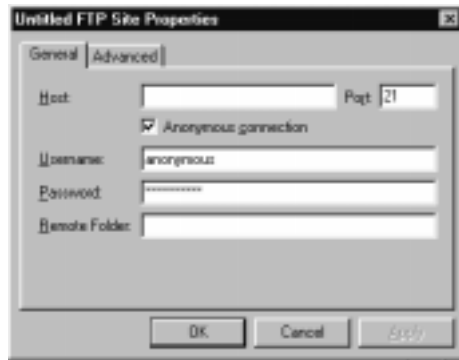 Untitled FTP Site Properties
General Advanced
Host: Port: 21
Anonymous connection
Username: anonymous
Password: ***********
Remote Folder:
OK Cancel Apply